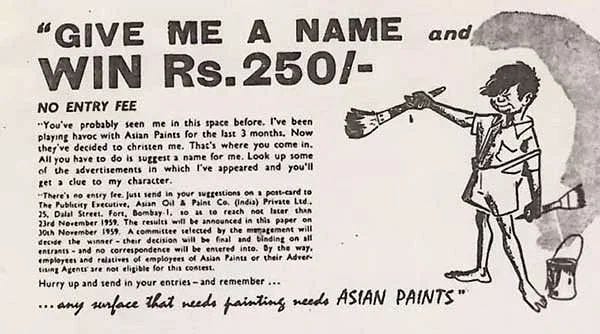 "GIVE ME A NAME and
WIN Rs.250/-
NO ENTRY FEE
"You've probably seen me in this space before. I've been
playing havoc with Asian Paints for the last 3 months. Now
they've decided to christen me. That's where you come in.
All you have to do is suggest a name for me. Look up some
of the advertisements in which I've appeared and you'll
get a clue to my character.
"There's no entry fee. Just send in your suggestions on a post-card to
The Publicity Executive, Asian Oil & Paint Co. (India) Private Ltd.,
25, Dalal Street, Fort, Bombay-1, so as to reach not later than
23rd November 1959. The results will be announced in this paper on
30th November 1959. A committee selected by the management will
decide the winner - their decision will be final and binding on all
entrants - and no correspondence will be entered into. By the way,
employees and relatives of employees of Asian Paints or their Adver-
tising Agents are not eligible for this contest.
Hurry up and send in your entries - and remember ...
... any surface that needs painting needs ASIAN PAINTS"